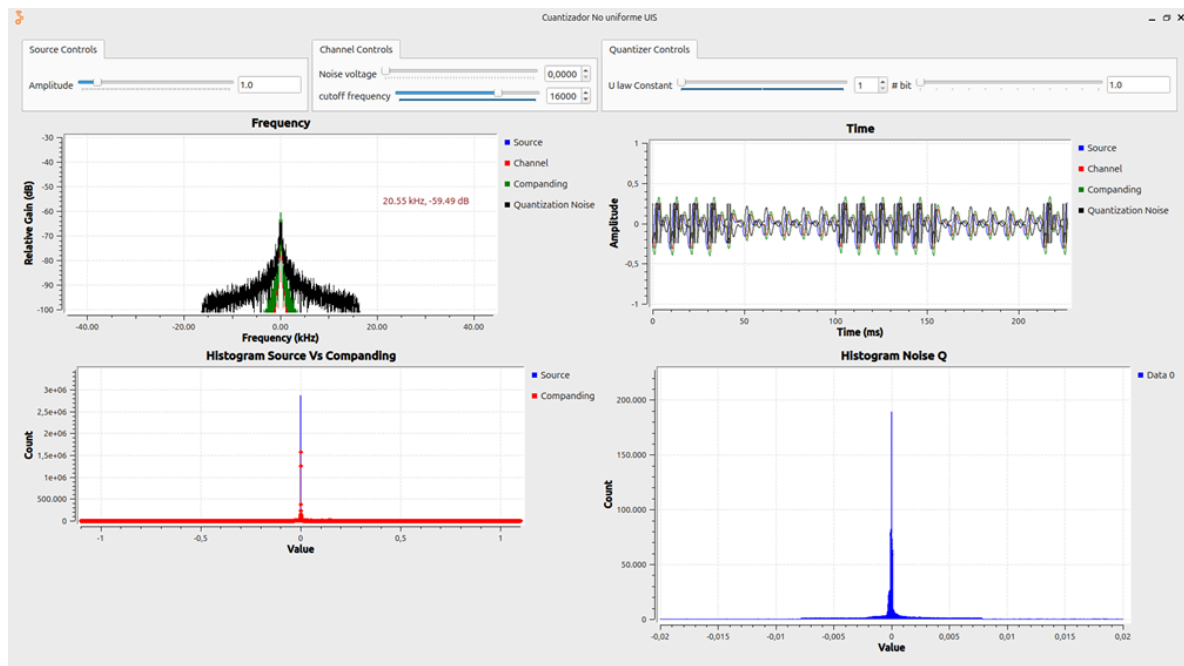 Cuantizador No uniforme UIS
Source Controls
Amplitude
1.0
Channel Controls
Noise voltage
0,0000
cutoff frequency
16000
Quantizer Controls
U law Constant
1
# bit
1.0
Frequency
Relative Gain (dB)
-30
-40
-50
-60
-70
-80
-90
-100
20.55 kHz, -59.49 dB
-40.00
-20.00
0.00
20.00
40.00
Frequency (kHz)
Source
Channel
Companding
Quantization Noise
Time
Amplitude
1
0,5
0
-0,5
-1
0
50
100
150
200
Time (ms)
Source
Channel
Companding
Quantization Noise
Histogram Source Vs Companding
Count
3e+06
2,5e+06
2e+06
1,5e+06
1e+06
500.000
0
-1
-0,5
0
0,5
1
Value
Source
Companding
Histogram Noise Q
Count
200.000
150.000
100.000
50.000
0
-0,02
-0,015
-0,01
-0,005
0
0,005
0,01
0,015
0,02
Value
Data 0